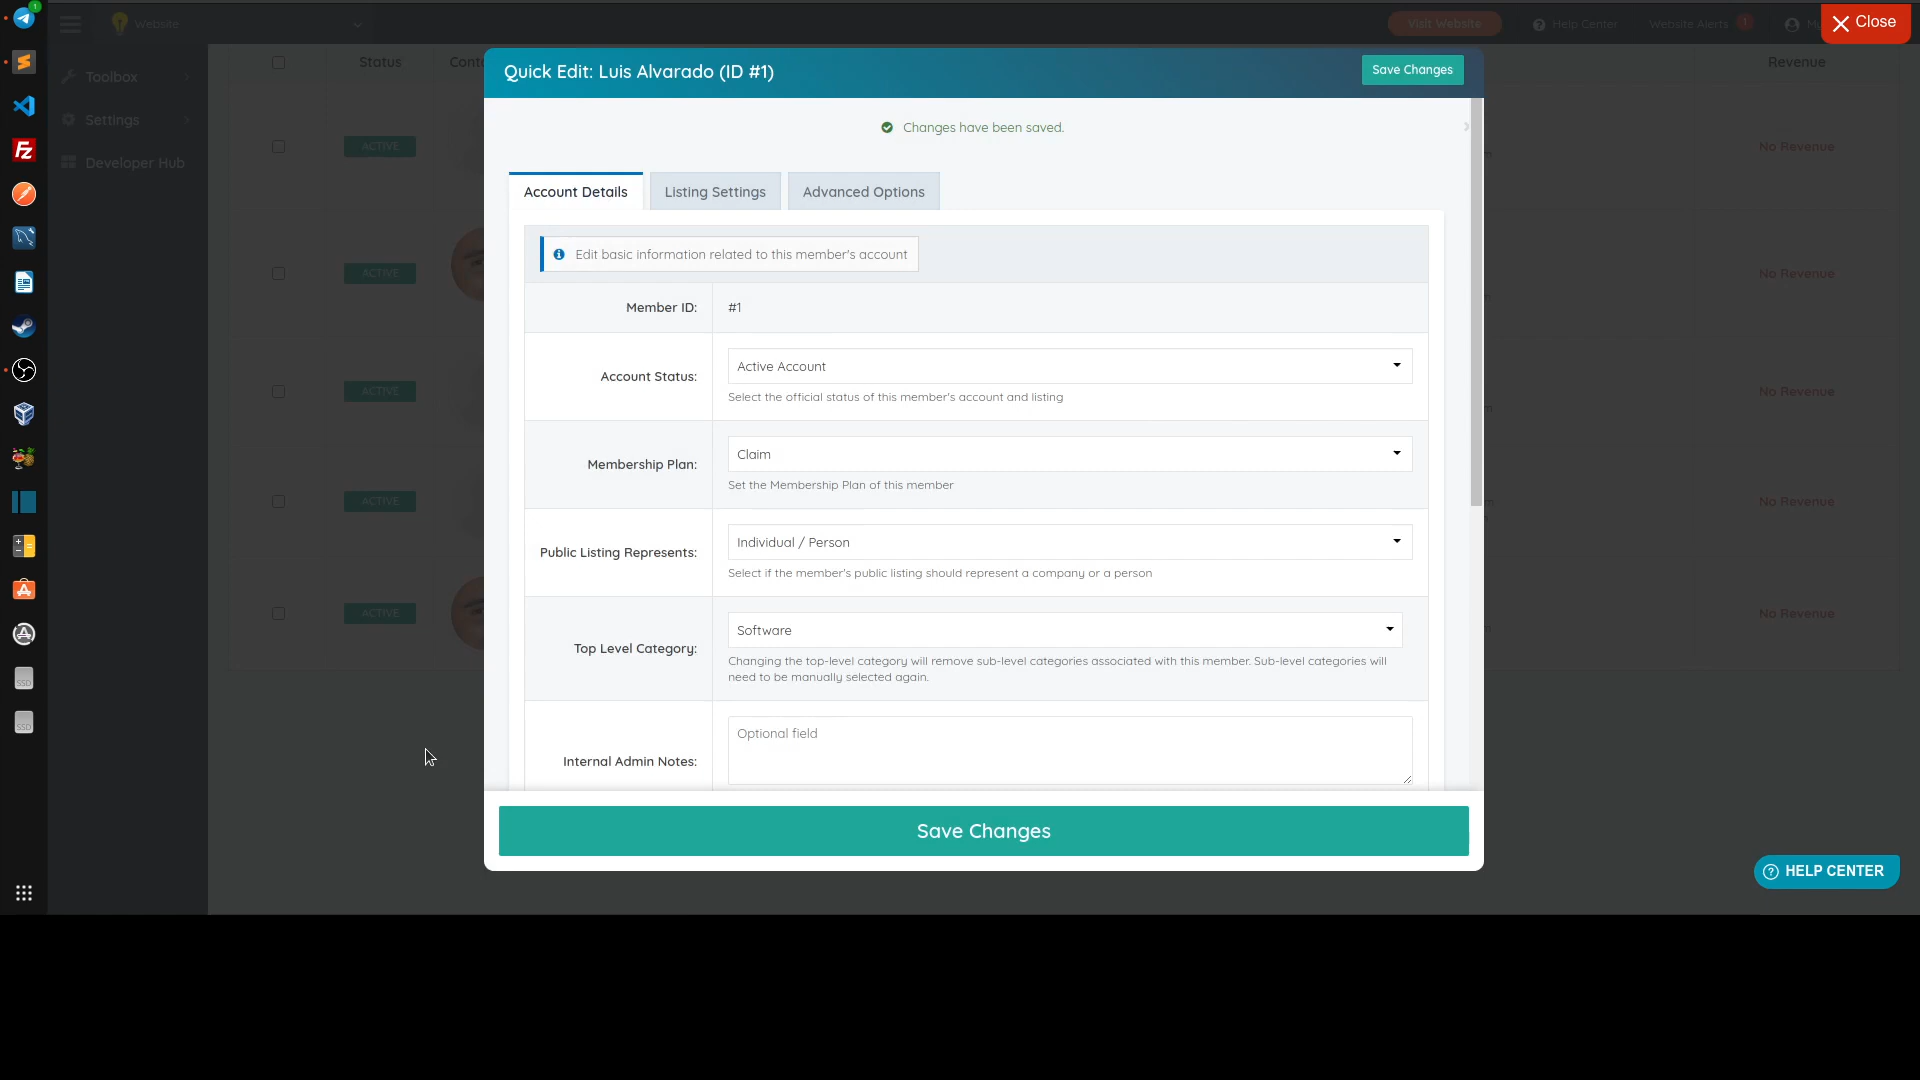 1
Website
Visit Website
Help Center
Website Alerts
1
Close
Toolbox
Settings
Developer Hub
Status
Revenue
Quick Edit: Luis Alvarado (ID #1)
Save Changes
Changes have been saved.
Account Details
Listing Settings
Advanced Options
Edit basic information related to this member's account
Member ID:
#1
Account Status:
Active Account
Select the official status of this member's account and listing
Membership Plan:
Claim
Set the Membership Plan of this member
Public Listing Represents:
Individual / Person
Select if the member's public listing should represent a company or a person
Top Level Category:
Software
Changing the top-level category will remove sub-level categories associated with this member. Sub-level categories will
need to be manually selected again.
Internal Admin Notes:
Optional field
Save Changes
ACTIVE
No Revenue
ACTIVE
No Revenue
ACTIVE
No Revenue
ACTIVE
No Revenue
ACTIVE
No Revenue
SSD
SSD
HELP CENTER